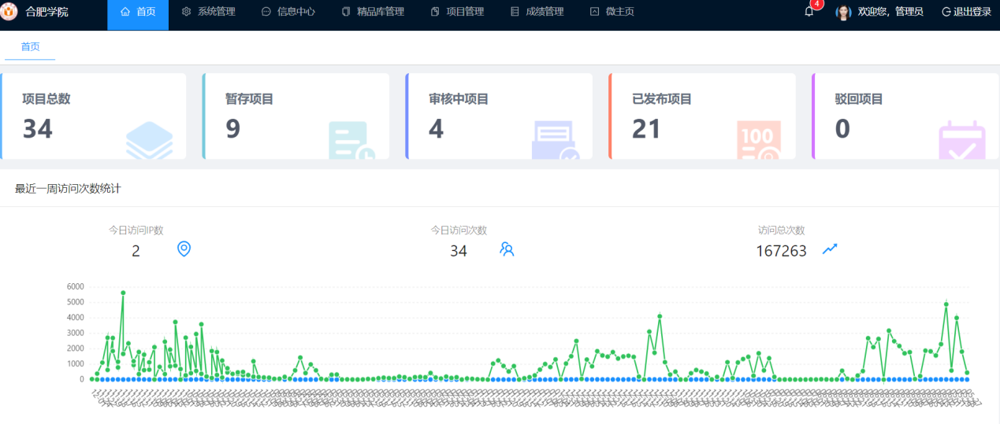 合肥学院 首页 系统管理 信息中心 精品库管理 项目管理 成绩管理 微主页 4 欢迎您，管理员 退出登录
首页
项目总数 暂存项目 审核中项目 已发布项目 驳回项目
34 9 4 21 0
100
最近一周访问次数统计
今日访问IP数 今日访问次数 访问总次数
2 34 167263
6000
5000
4000
3000
2000
1000
0